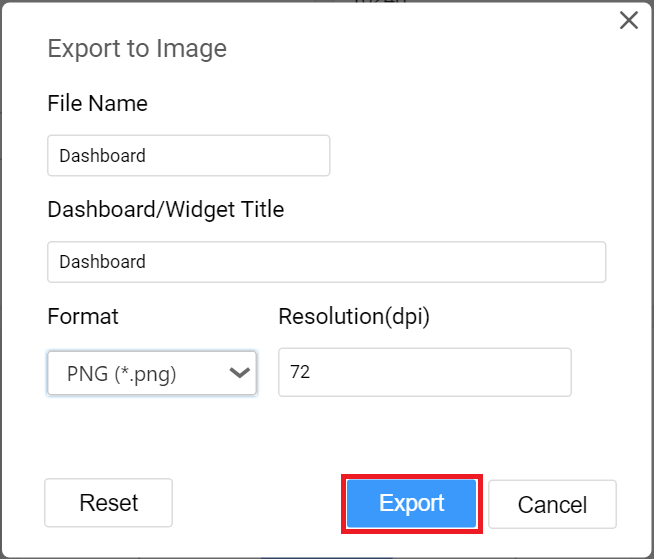 Export to Image
File Name
Dashboard
Dashboard/Widget Title
Dashboard
Format Resolution(dpi)
PNG (*.png) 72
Reset Export Cancel